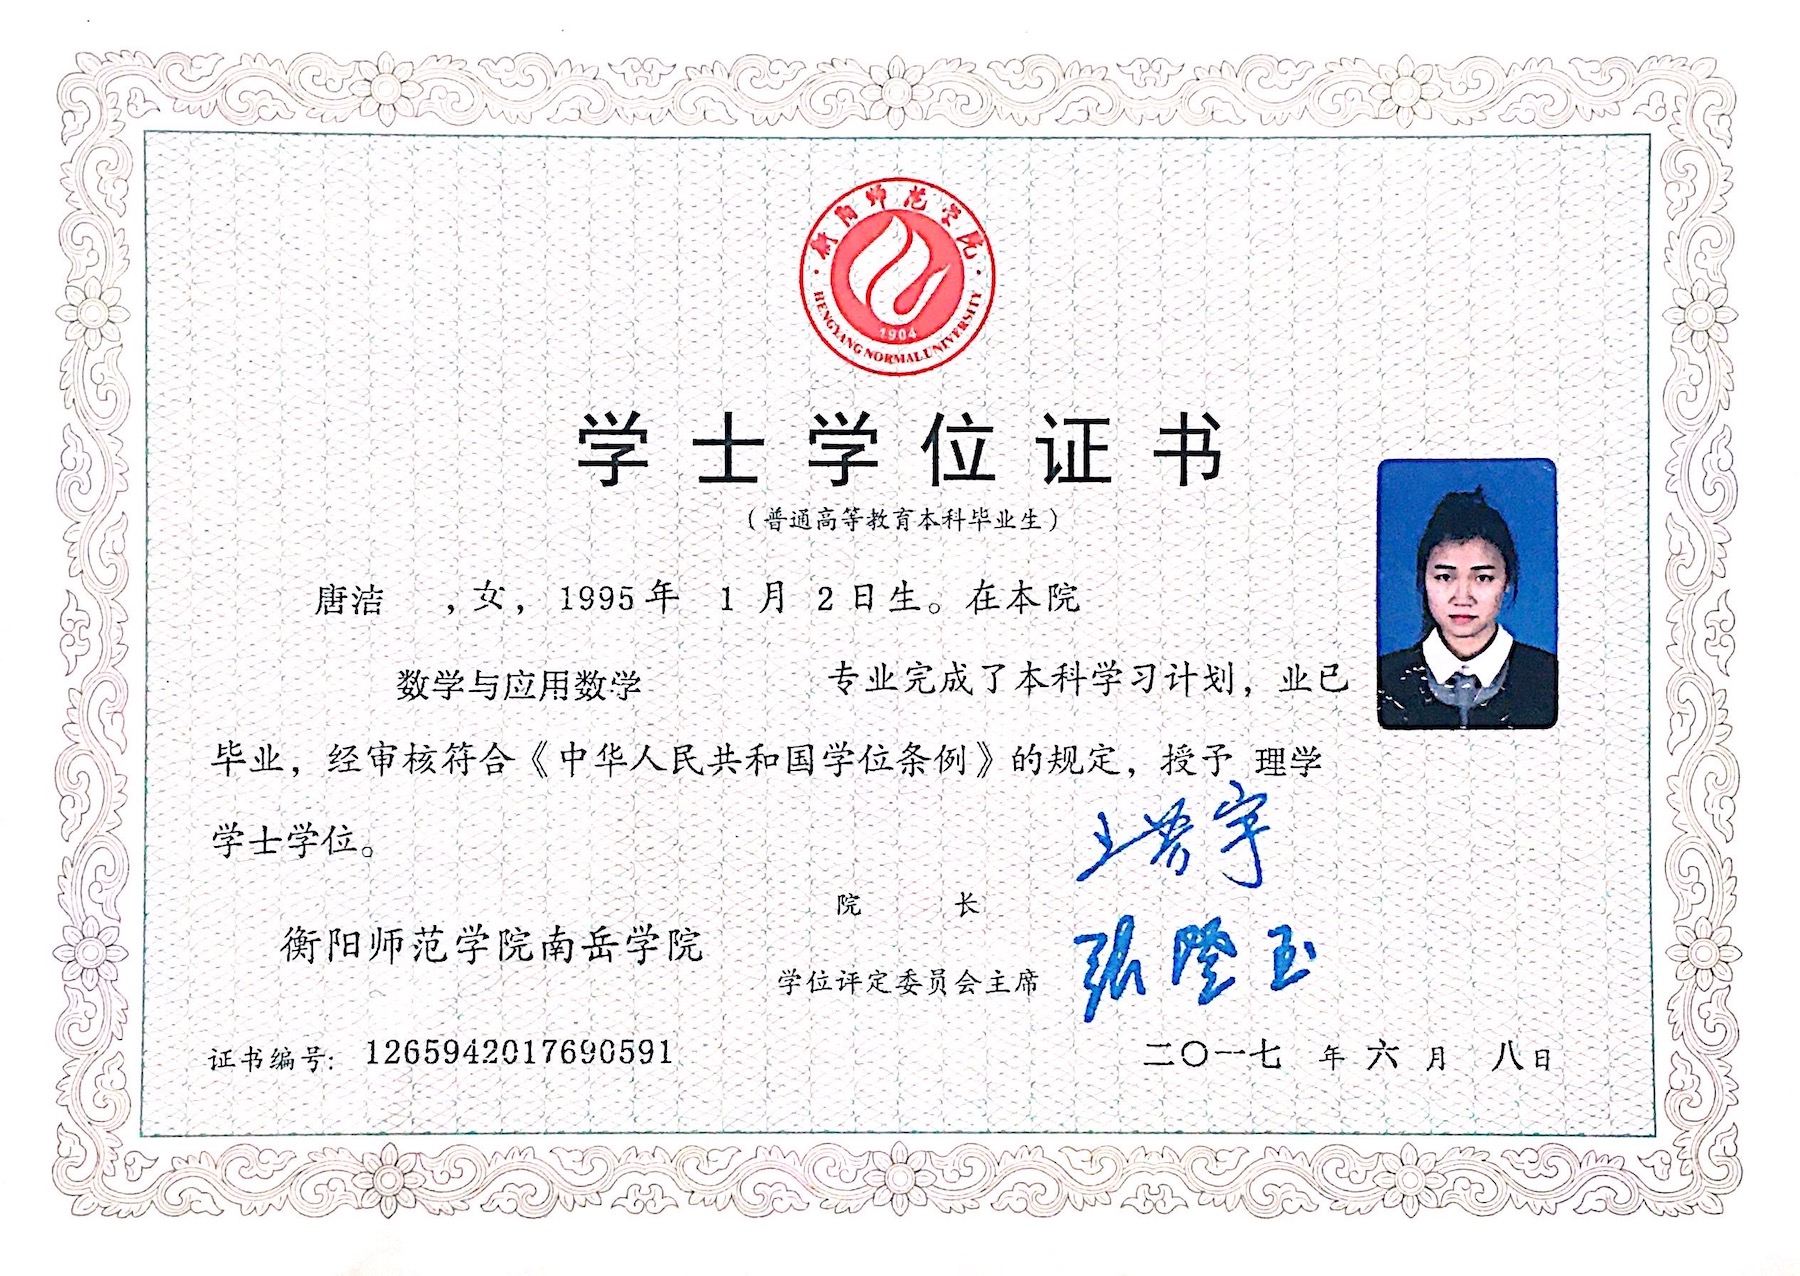 衡阳师范学院
1904
HENGYANG NORMAL UNIVERSITY
学士学位证书
（普通高等教育本科毕业生）
唐洁 ，女， 1995年 1 月 2 日生。在本院
数学与应用数学 专业完成了本科学习计划，业已
毕业，经审核符合《中华人民共和国学位条例》的规定，授予 理学
学士学位。
院 长
衡阳师范学院南岳学院
学位评定委员会主席 張登玉
证书编号: 1265942017690591
二〇一七 年 六 月 八日